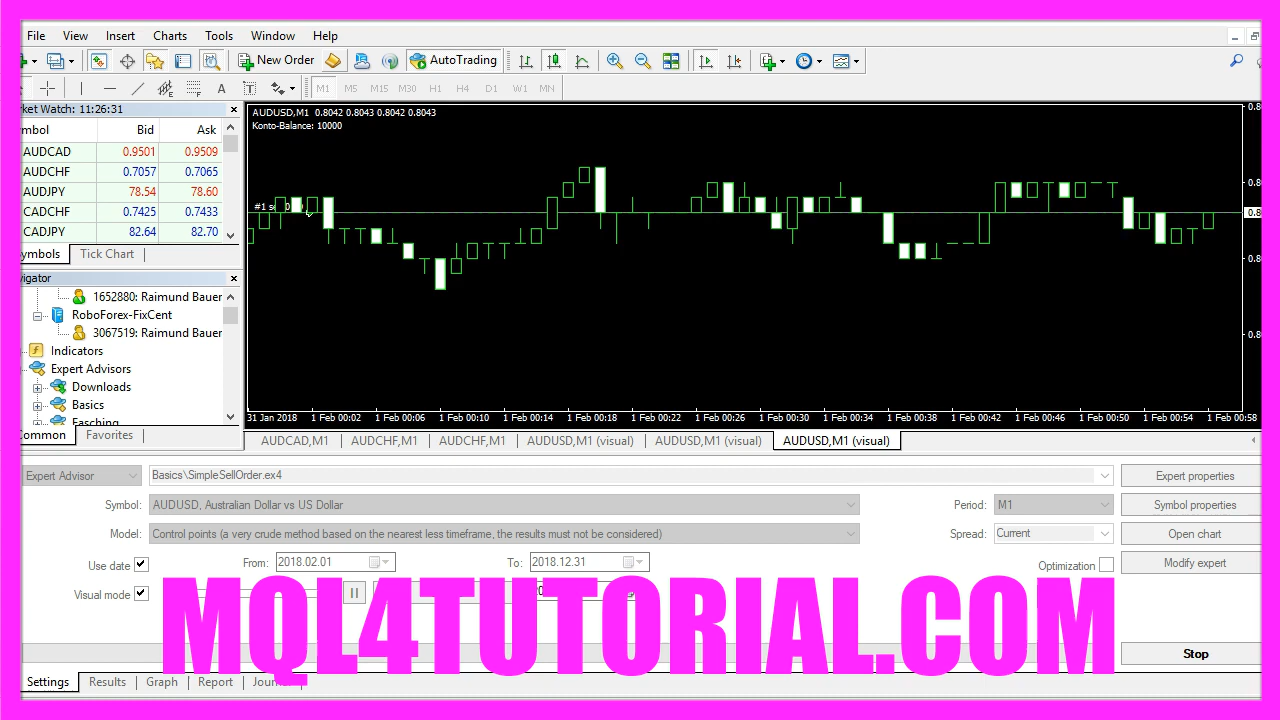 File View Insert Charts Tools Window Help
New Order AutoTrading
A T M1 M5 M15 M30 H1 H4 D1 W1 MN
ket Watch: 11:26:31
mbol Bid Ask
AUDCAD 0.9501 0.9509
AUDCHF 0.7057 0.7065
AUDJPY 78.54 78.60
CADCHF 0.7425 0.7433
CADJPY 82.64 82.70
ymbols Tick Chart
vigator
1652880: Raimund Bauer
RoboForex-FixCent
3067519: Raimund Bauer
Indicators
Expert Advisors
Downloads
Basics
Fasching
ommon Favorites
AUDUSD,M1 0.8042 0.8043 0.8042 0.8043
Konto-Balance: 10000
#1 se
31 Jan 2018 1 Feb 00:02 1 Feb 00:06 1 Feb 00:10 1 Feb 00:14 1 Feb 00:18 1 Feb 00:22 1 Feb 00:26 1 Feb 00:30 1 Feb 00:34 1 Feb 00:38 1 Feb 00:42 1 Feb 00:46 1 Feb 00:50 1 Feb 00:54 1 Feb 00:58
AUDCAD,M1 AUDCHF,M1 AUDCHF,M1 AUDUSD,M1 (visual) AUDUSD,M1 (visual) AUDUSD,M1 (visual)
Expert Advisor Basics\SimpleSellOrder.ex4 Expert properties
Symbol: AUDUSD, Australian Dollar vs US Dollar Period: M1 Symbol properties
Model: Control points (a very crude method based on the nearest less timeframe, the results must not be considered) Spread: Current Open chart
Use date From: 2018.02.01 To: 2018.12.31 Optimization Modify expert
Visual mode
MQL4TUTORIAL.COM
Stop
Settings Results Graph Report Jour